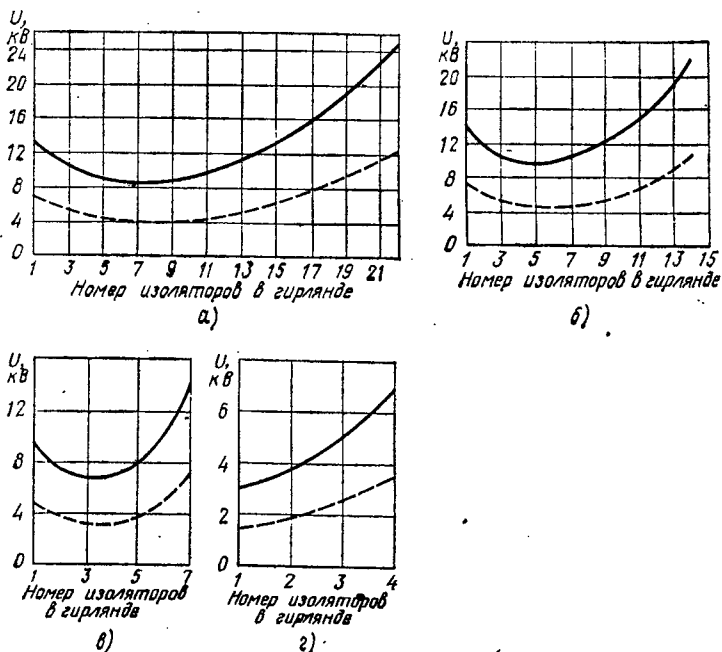 U,
кв
24
20
16
12
8
4
0
1 3 5 7 9 11 13 15 17 19 21
Номер изоляторов в гирлянде
а)
U,
кв
20
16
12
8
4
0
1 3 5 7 9 11 13 15
Номер изоляторов в гирлянде
б)
U,
кв
12
8
4
0
1 3 5 7
Номер изоляторов
в гирлянде
в)
U,
кв
6
4
2
0
1 2 3 4
Номер изоляторов
в гирлянде
г)